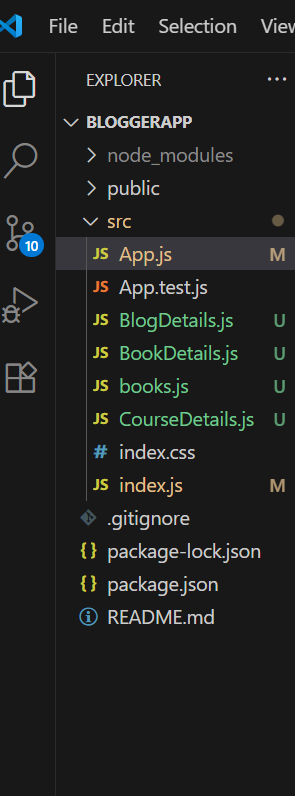 File Edit Selection View
EXPLORER ...
BLOGGERAPP
node_modules
public
src
JS App.js M
JS App.test.js
JS BlogDetails.js U
JS BookDetails.js U
JS books.js U
JS CourseDetails.js U
# index.css
JS index.js M
.gitignore
{} package-lock.json
{} package.json
README.md
10